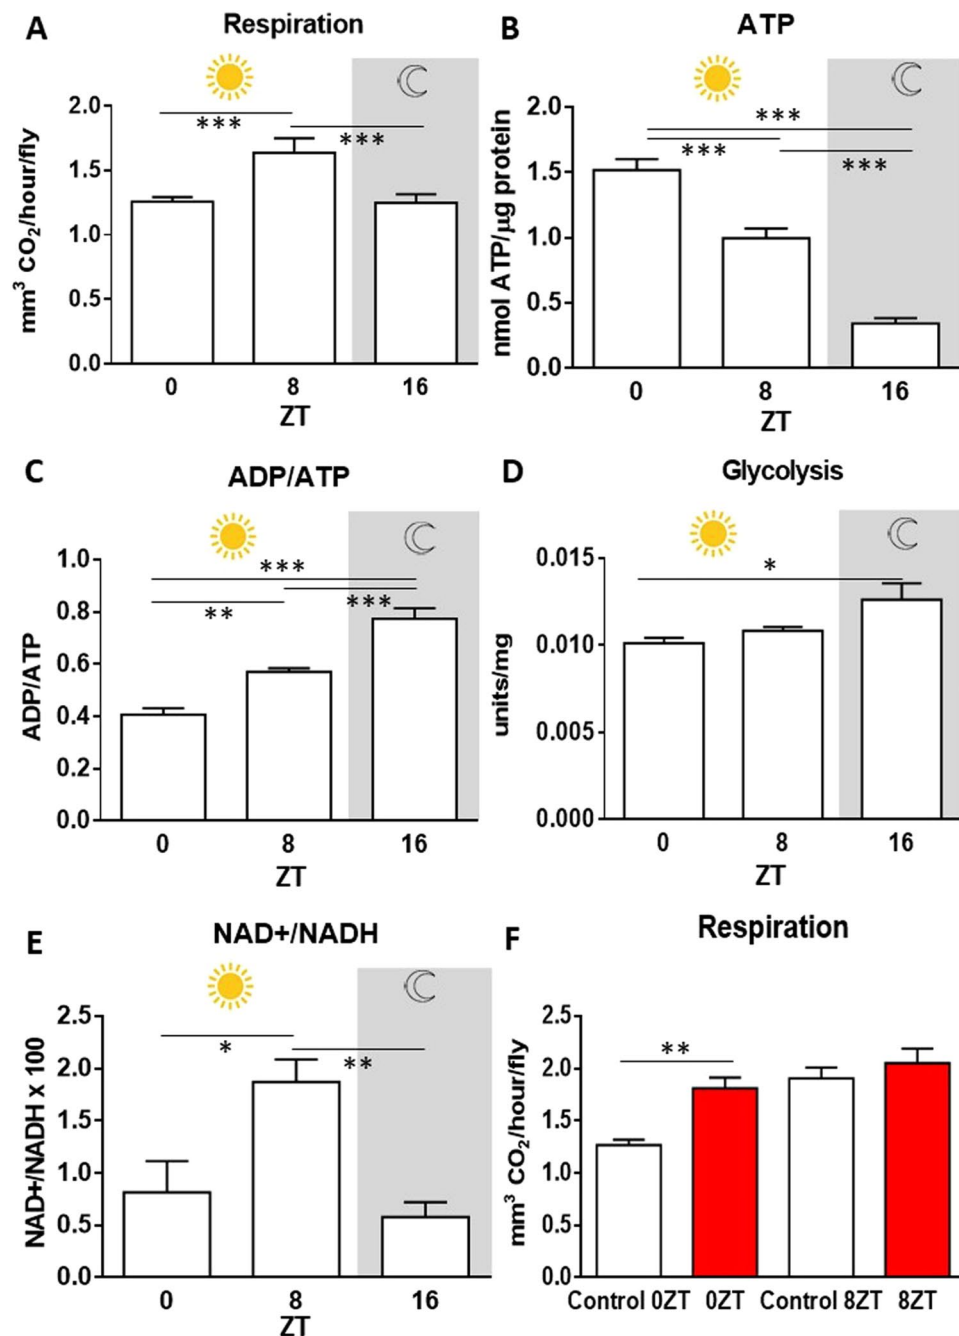 A
Respiration
mm³ CO₂/hour/fly
2.0
1.5
1.0
0.5
0.0
***
***
0 8 16
ZT
B
ATP
nmol ATP/µg protein
2.0
1.5
1.0
0.5
0.0
***
***
***
0 8 16
ZT
C
ADP/ATP
ADP/ATP
1.0
0.8
0.6
0.4
0.2
0.0
***
**
***
0 8 16
ZT
D
Glycolysis
units/mg
0.015
0.010
0.005
0.000
*
0 8 16
ZT
E
NAD+/NADH
NAD+/NADH x 100
2.5
2.0
1.5
1.0
0.5
0.0
*
**
0 8 16
ZT
F
Respiration
mm³ CO₂/hour/fly
2.5
2.0
1.5
1.0
0.5
0.0
**
Control 0ZT 0ZT Control 8ZT 8ZT